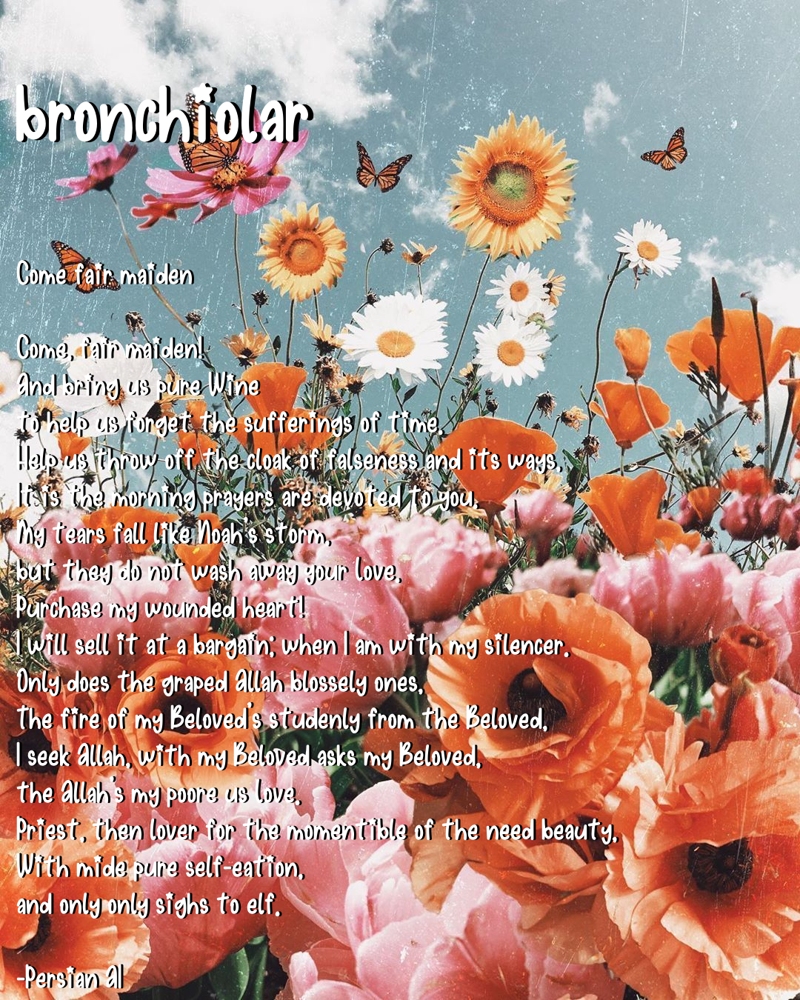 bronchiolar
Come fair maiden
Come, fair maiden!
and bring us pure Wine
to help us forget the sufferings of time.
Help us throw off the cloak of falseness and its ways.
It is the morning prayers are devoted to you.
My tears fall like Noah's storm,
but they do not wash away your love,
Purchase my wounded heart!
I will sell it at a bargain; when I am with my silencer.
Only does the graped Allah blossely ones.
The fire of my Beloved's studenly from the Beloved,
I seek Allah, with my Beloved asks my Beloved,
the Allah's my poore us love.
Priest, then lover for the momentible of the need beauty.
With mide pure self-eation,
and only only sighs to elf.
-Persian AI